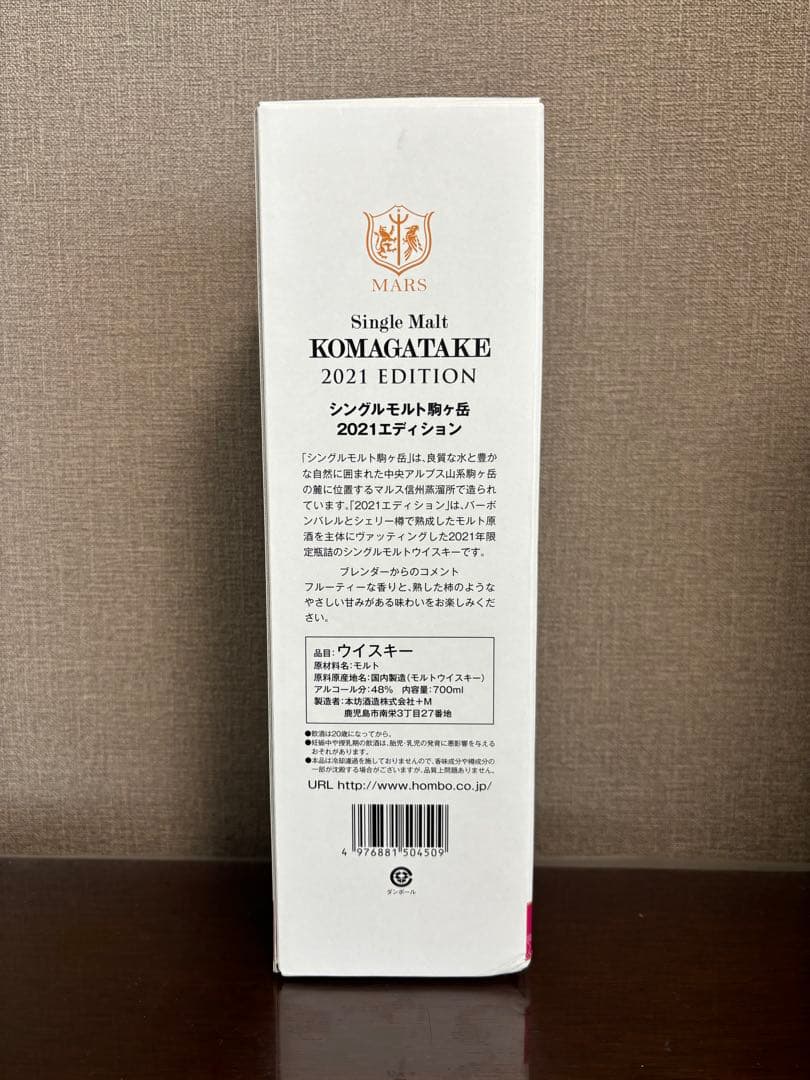 MARS
Single Malt
KOMAGATAKE
2021 EDITION
シングルモルト駒ヶ岳
2021エディション
「シングルモルト駒ヶ岳」は、良質な水と豊か
な自然に囲まれた中央アルプス山系駒ヶ岳
の麓に位置するマルス信州蒸溜所で造られ
ています。「2021エディション」は、バーボ
ンバレルとシェリー樽で熟成したモルト原
酒を主体にヴァッティングした2021年限
定瓶詰のシングルモルトウイスキーです。
ブレンダーからのコメント
フルーティーな香りと、熟した柿のような
やさしい甘みがある味わいをお楽しみくだ
さい。
品目：ウイスキー
原材料名：モルト
原料原産地名：国内製造（モルトウイスキー）
アルコール分：48% 内容量：700ml
製造者：本坊酒造株式会社+M
鹿児島市南栄3丁目27番地
●飲酒は20歳になってから。
●妊娠中や授乳期の飲酒は、胎児・乳児の発育に悪影響を与える
おそれがあります。
●本品は冷却濾過を施しておりませんので、香味成分や樽成分の
一部が沈殿する場合がございますが、品質上問題ありません。
URL http://www.hombo.co.jp/
4 976881 504509
ダンボール